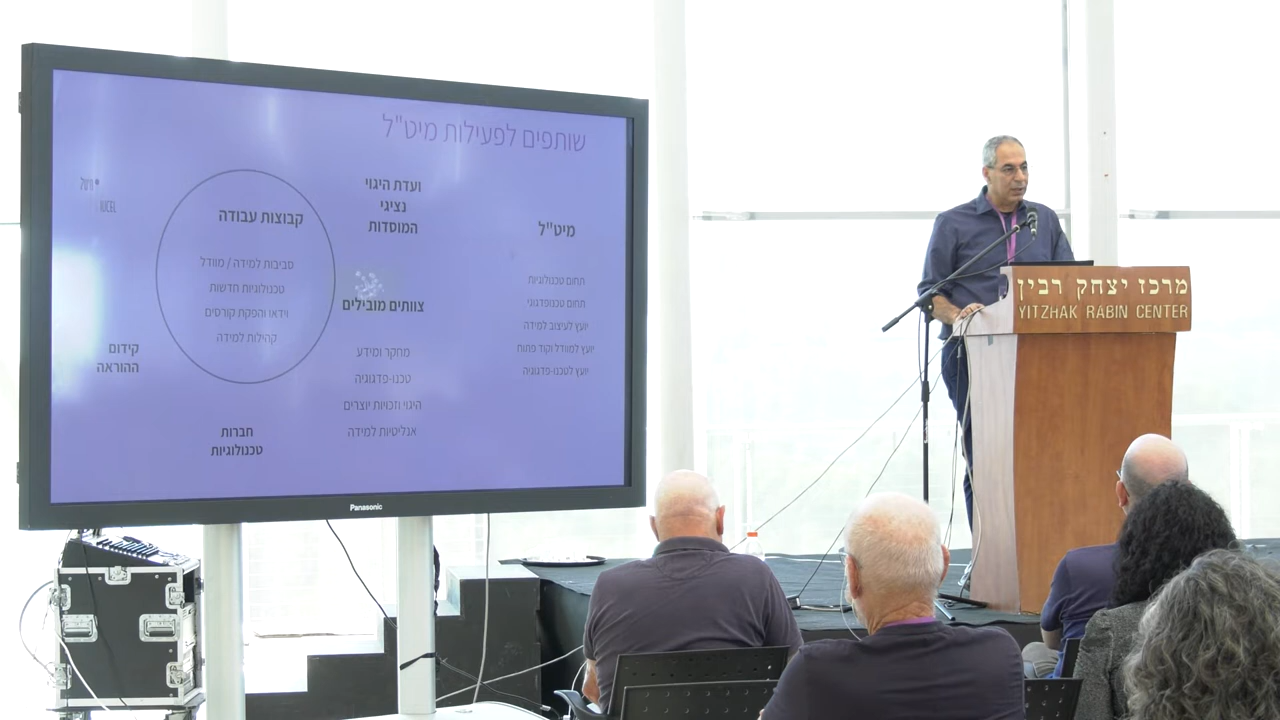 שותפים לפעילות מיט"ל
מיט"ל
תחום טכנולוגיות
תחום טכנופדגוגי
יועץ לעיצוב למידה
יועץ למוודל וקוד פתוח
יועץ לטכנו-פדגוגיה
ועדת היגוי
נציגי
המוסדות
צוותים מובילים
מחקר ומידע
טכנו-פדגוגיה
היגוי וזכויות יוצרים
אנליטיות למידה
קבוצות עבודה
סביבות למידה / מוודל
טכנולוגיות חדשות
וידאו והפקת קורסים
קהילות למידה
חברות
טכנולוגיות
קידום
ההוראה
IUCEL
Panasonic
מרכז יצחק רבין
YITZHAK RABIN CENTER